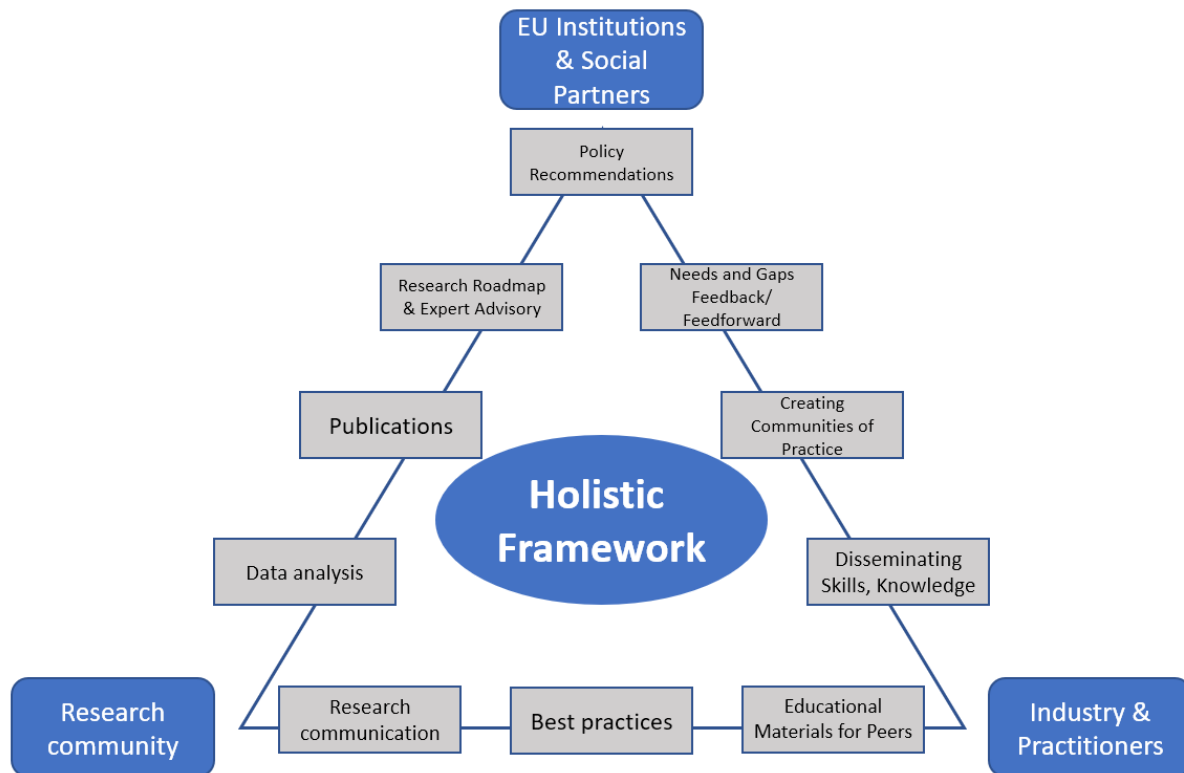 EU Institutions
& Social
Partners
Policy
Recommendations
Research Roadmap
& Expert Advisory
Needs and Gaps
Feedback/
Feedforward
Publications
Creating
Communities of
Practice
Holistic
Framework
Data analysis
Disseminating
Skills, Knowledge
Research
community
Research
communication
Best practices
Educational
Materials for Peers
Industry &
Practitioners